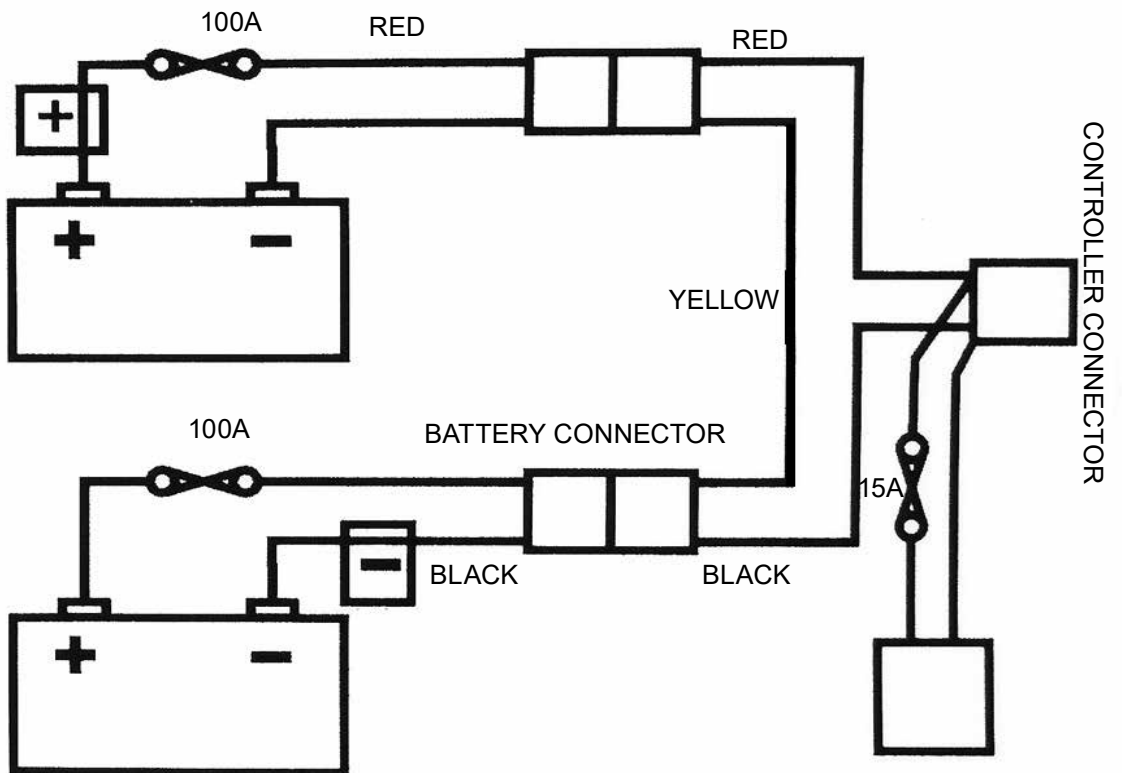 100A
RED
RED
+
+
−
YELLOW
CONTROLLER CONNECTOR
100A
BATTERY CONNECTOR
15A
−
BLACK
BLACK
+
−